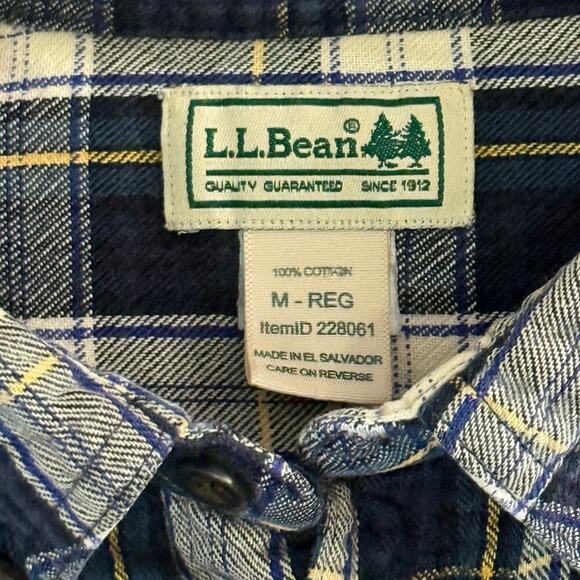 L.L.Bean®
QUALITY GUARANTEED SINCE 1912
100% COTTON
M - REG
ItemID 228061
MADE IN EL SALVADOR
CARE ON REVERSE